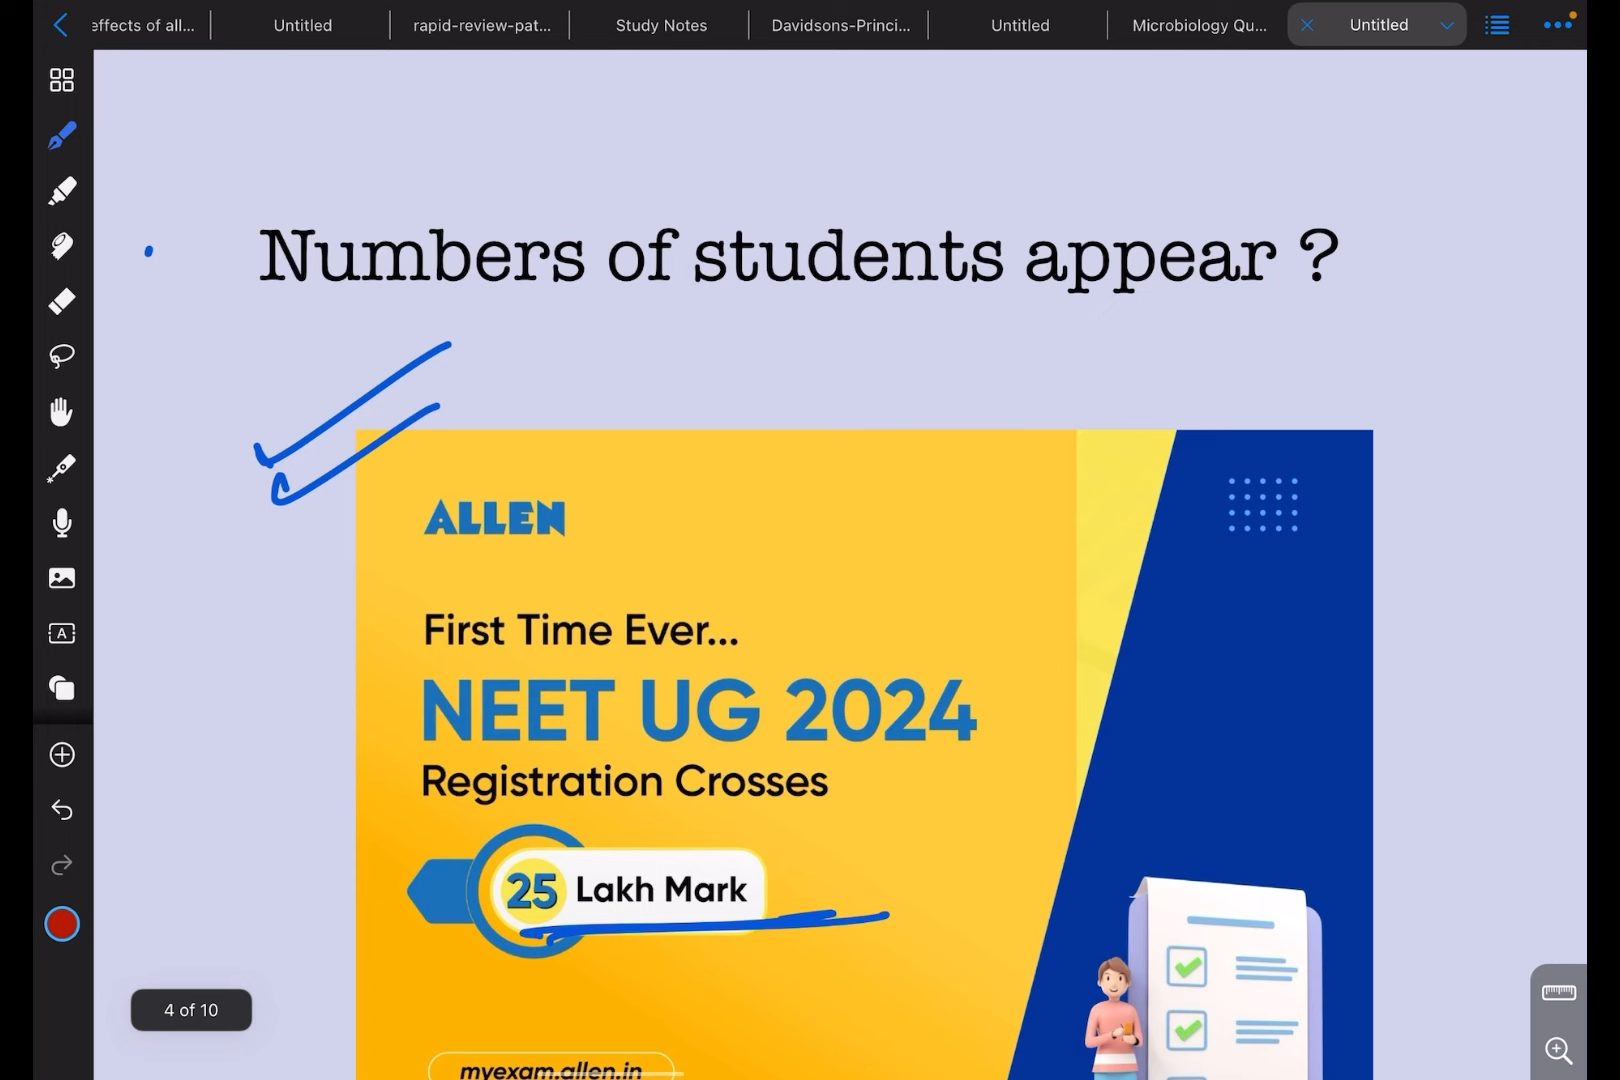 effects of all...
Untitled
rapid-review-pat...
Study Notes
Davidsons-Princi...
Untitled
Microbiology Qu...
Untitled
Numbers of students appear ?
ALLEN
First Time Ever...
NEET UG 2024
Registration Crosses
25 Lakh Mark
4 of 10
myexam.allen.in
A